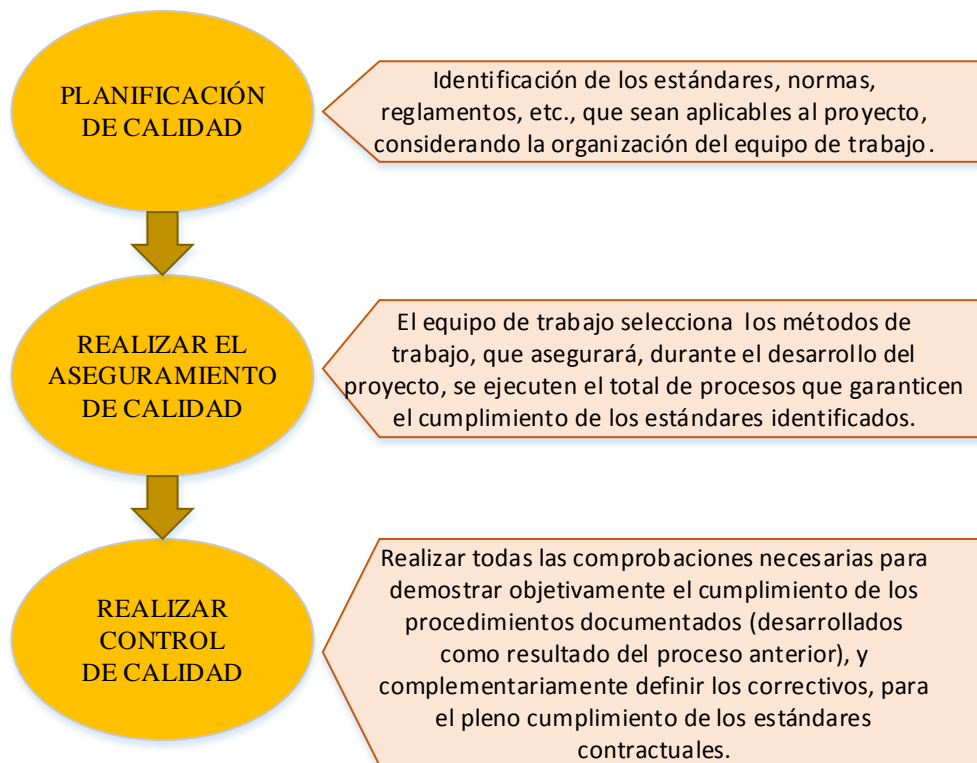 PLANIFICACIÓN
DE CALIDAD
Identificación de los estándares, normas,
reglamentos, etc., que sean aplicables al proyecto,
considerando la organización del equipo de trabajo.
REALIZAR EL
ASEGURAMIENTO
DE CALIDAD
El equipo de trabajo selecciona los métodos de
trabajo, que asegurará, durante el desarrollo del
proyecto, se ejecuten el total de procesos que garanticen
el cumplimiento de los estándares identificados.
REALIZAR
CONTROL
DE CALIDAD
Realizar todas las comprobaciones necesarias para
demostrar objetivamente el cumplimiento de los
procedimientos documentados (desarrollados
como resultado del proceso anterior), y
complementariamente definir los correctivos, para
el pleno cumplimiento de los estándares
contractuales.